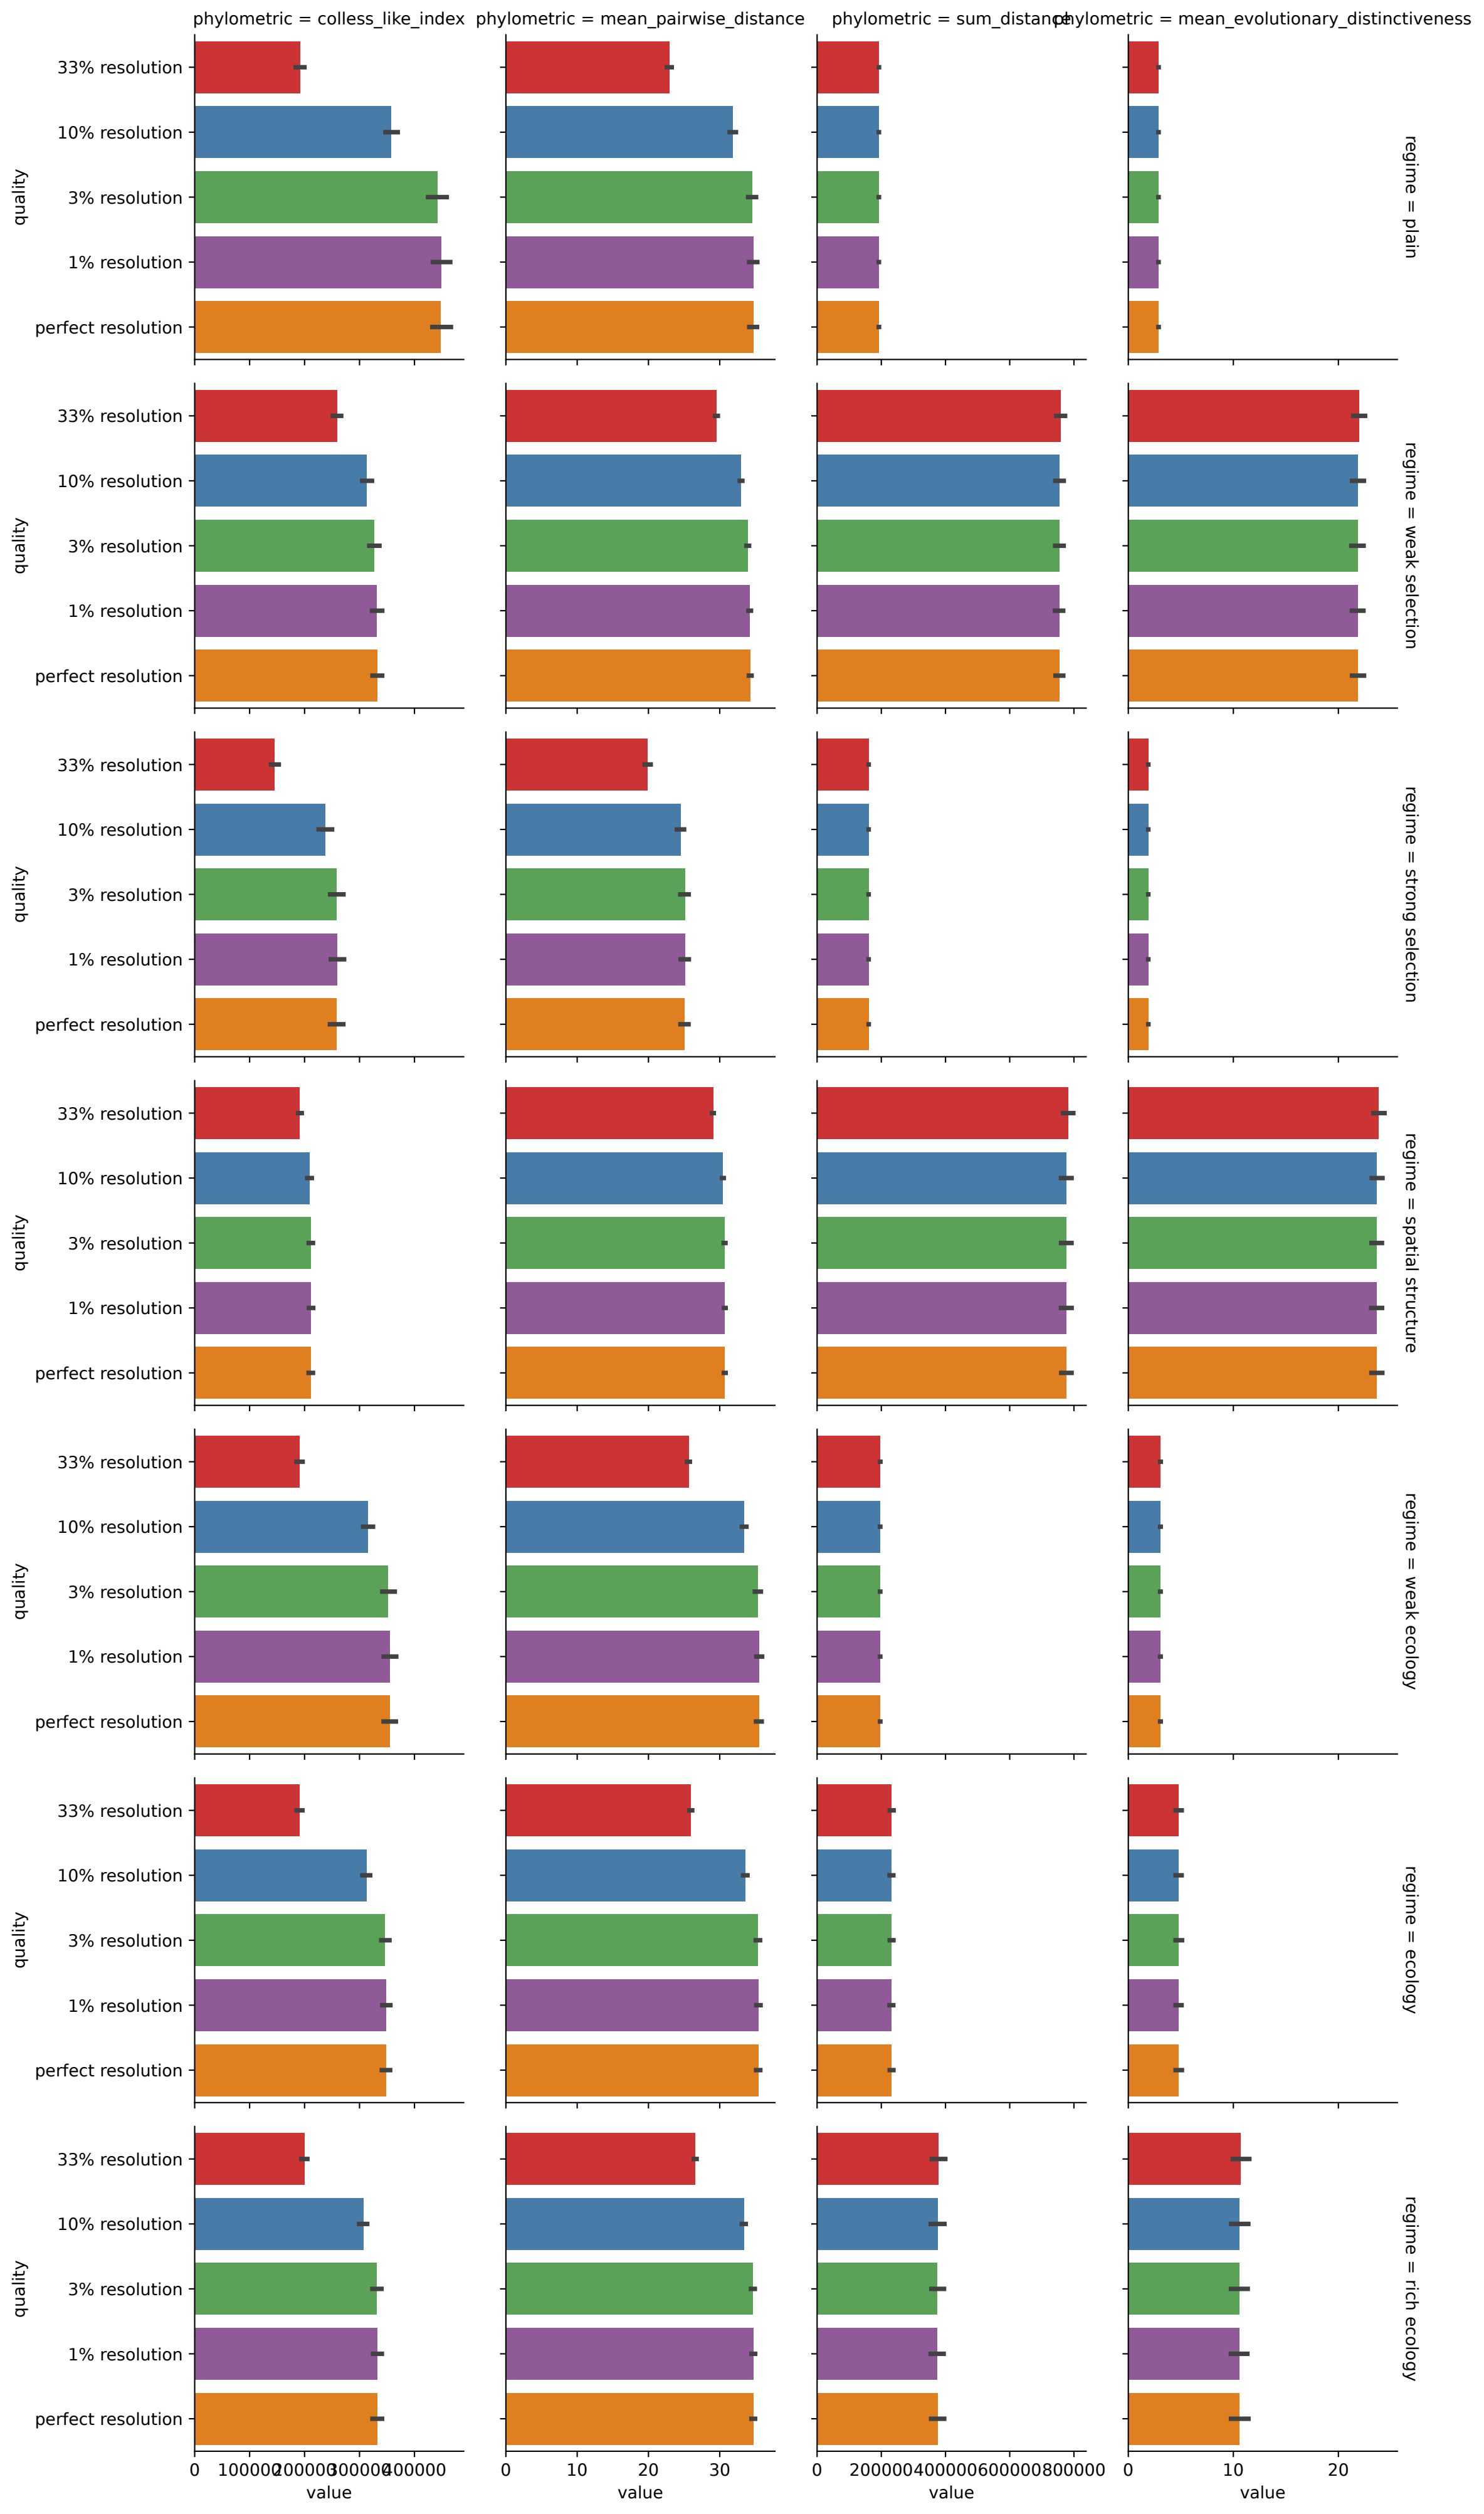 phylometric = colless_like_index
phylometric = mean_pairwise_distance
phylometric = sum_distance
phylometric = mean_evolutionary_distinctiveness
33% resolution
10% resolution
3% resolution
1% resolution
perfect resolution
quality
regime = plain
33% resolution
10% resolution
3% resolution
1% resolution
perfect resolution
quality
regime = weak selection
33% resolution
10% resolution
3% resolution
1% resolution
perfect resolution
quality
regime = strong selection
33% resolution
10% resolution
3% resolution
1% resolution
perfect resolution
quality
regime = spatial structure
33% resolution
10% resolution
3% resolution
1% resolution
perfect resolution
quality
regime = weak ecology
33% resolution
10% resolution
3% resolution
1% resolution
perfect resolution
quality
regime = ecology
33% resolution
10% resolution
3% resolution
1% resolution
perfect resolution
quality
regime = rich ecology
0 100000 200000 300000 400000
value
0 10 20 30
value
0 200000 400000 600000 800000
value
0 10 20
value